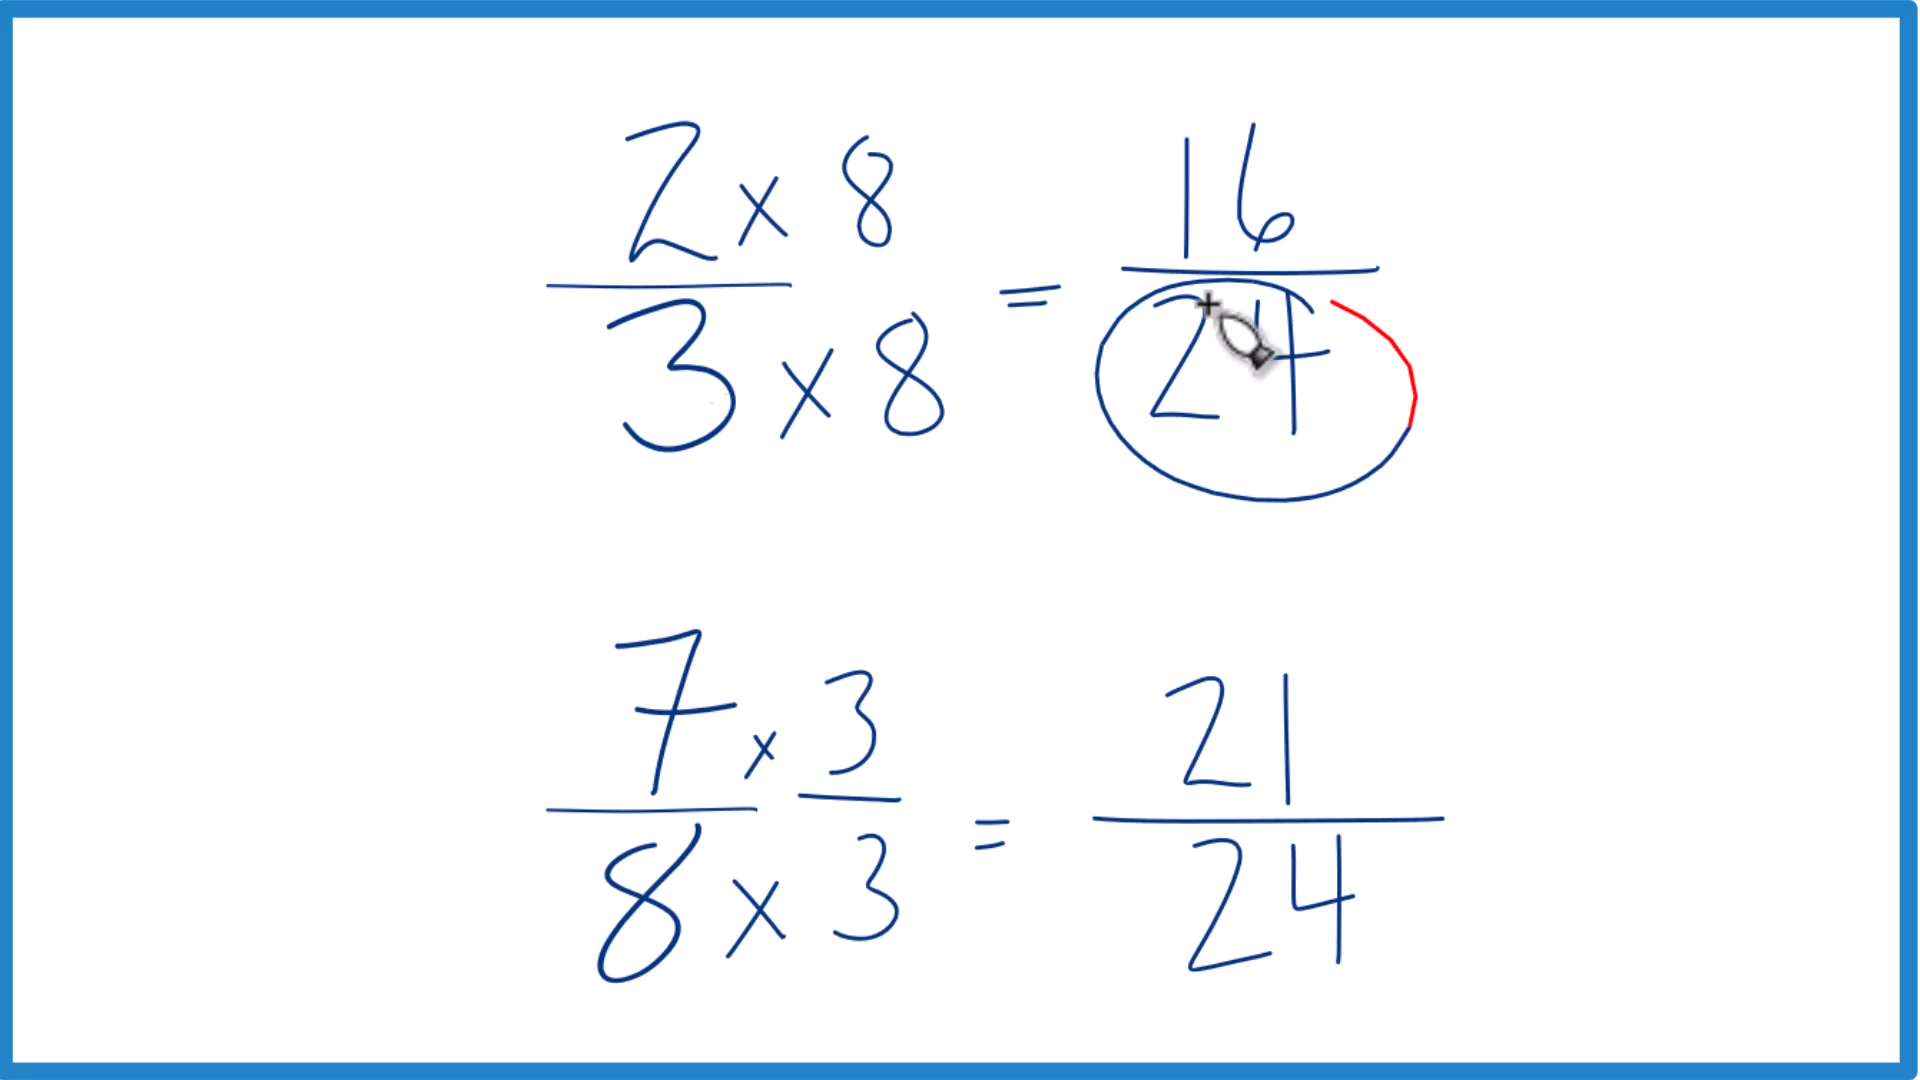 2 x 8 = 16
3 x 8 24
7 x 3 = 21
8 x 3 24